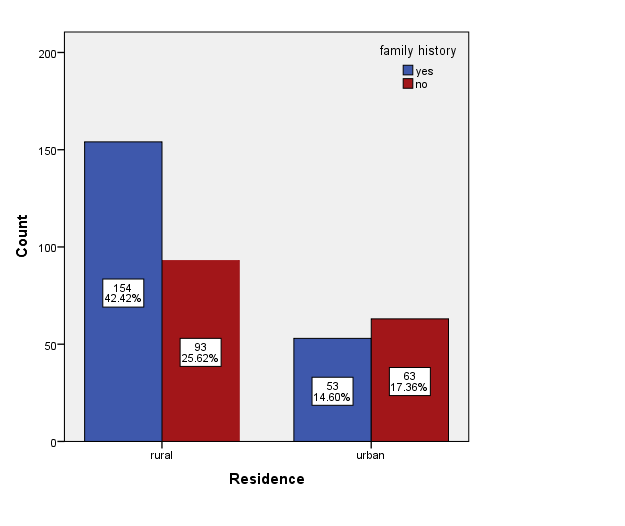 family history
yes
no
200
150
100
50
0
Count
154
42.42%
93
25.62%
53
14.60%
63
17.36%
rural
urban
Residence